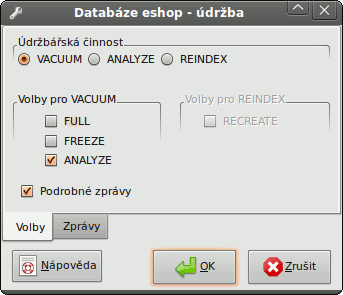 Databáze eshop - údržba
Údržbářská činnost
VACUUM ANALYZE REINDEX
Volby pro VACUUM Volby pro REINDEX
FULL RECREATE
FREEZE
ANALYZE
Podrobné zprávy
Volby Zprávy
Nápověda OK Zrušit